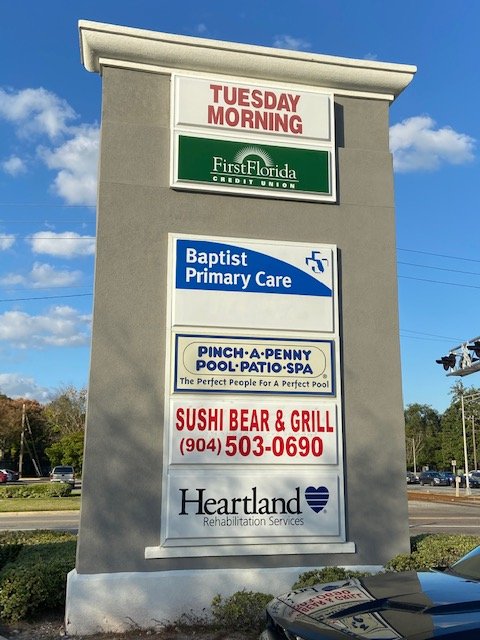 TUESDAY
MORNING
FirstFlorida
CREDIT UNION
Baptist
Primary Care
PINCH·A·PENNY
POOL·PATIO·SPA
The Perfect People For A Perfect Pool
SUSHI BEAR & GRILL
(904) 503-0690
Heartland
Rehabilitation Services